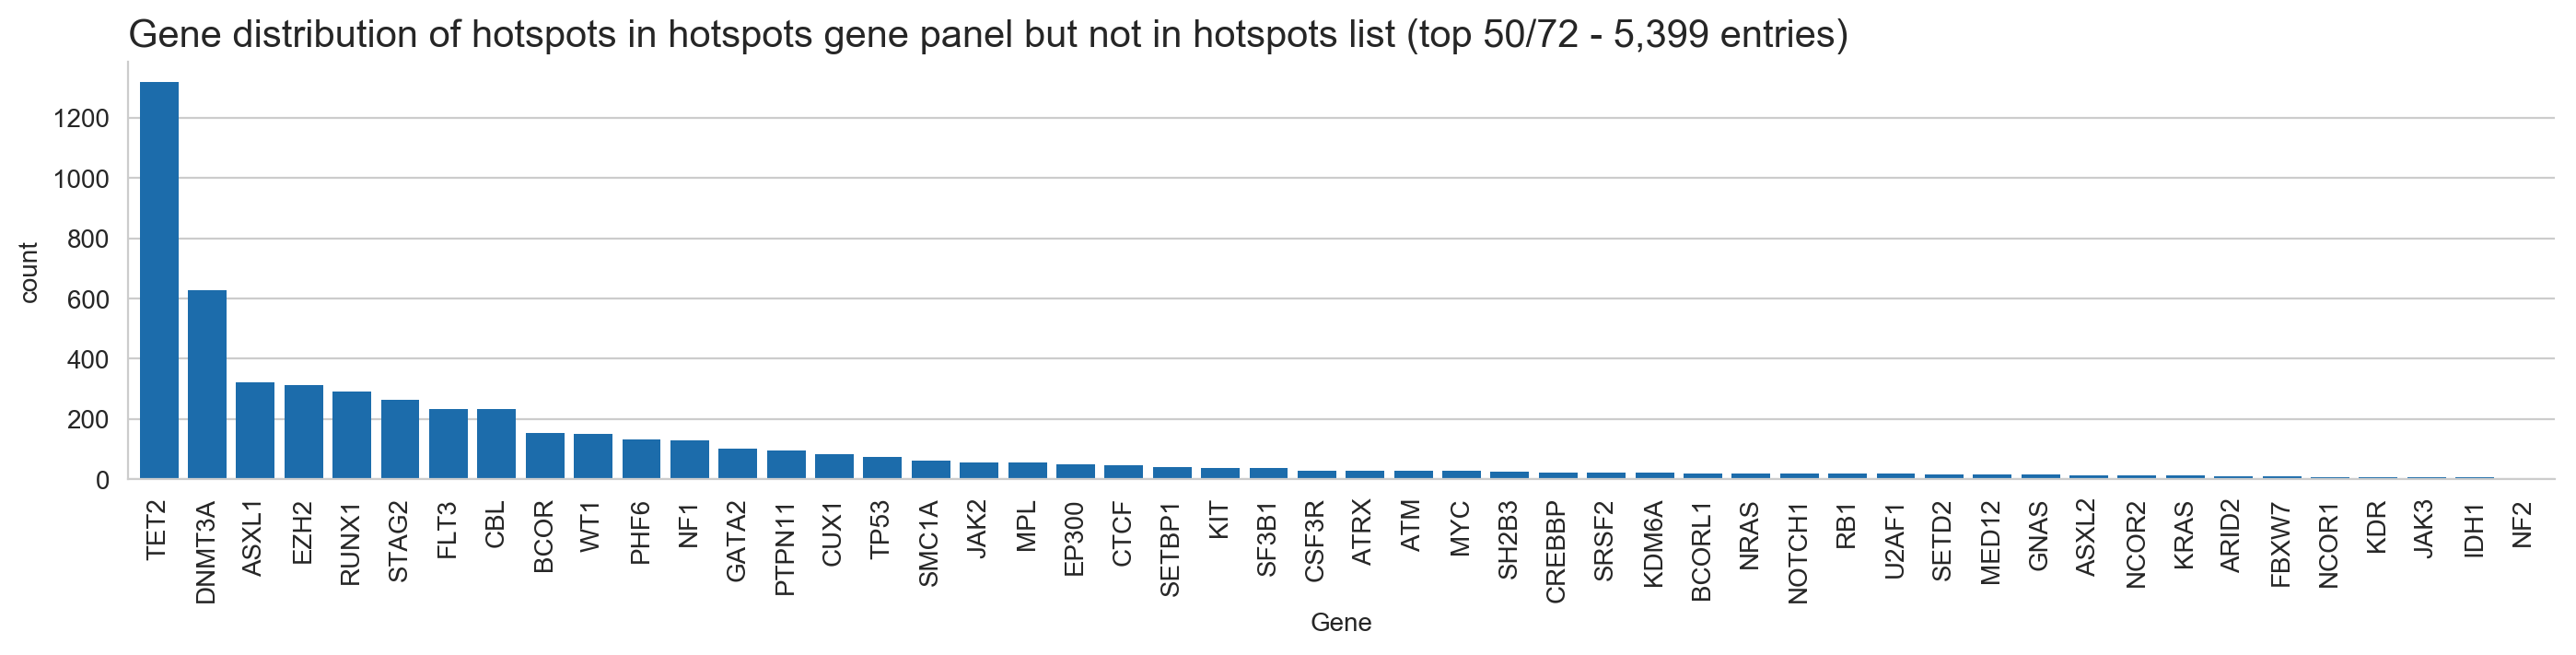 Gene distribution of hotspots in hotspots gene panel but not in hotspots list (top 50/72 - 5,399 entries)
1200
1000
800
600
400
200
0
count
TET2
DNMT3A
ASXL1
EZH2
RUNX1
STAG2
FLT3
CBL
BCOR
WT1
PHF6
NF1
GATA2
PTPN11
CUX1
TP53
SMC1A
JAK2
MPL
EP300
CTCF
SETBP1
KIT
SF3B1
CSF3R
ATRX
ATM
MYC
SH2B3
CREBBP
SRSF2
KDM6A
BCORL1
NRAS
NOTCH1
RB1
U2AF1
SETD2
MED12
GNAS
ASXL2
NCOR2
KRAS
ARID2
FBXW7
NCOR1
KDR
JAK3
IDH1
NF2
Gene